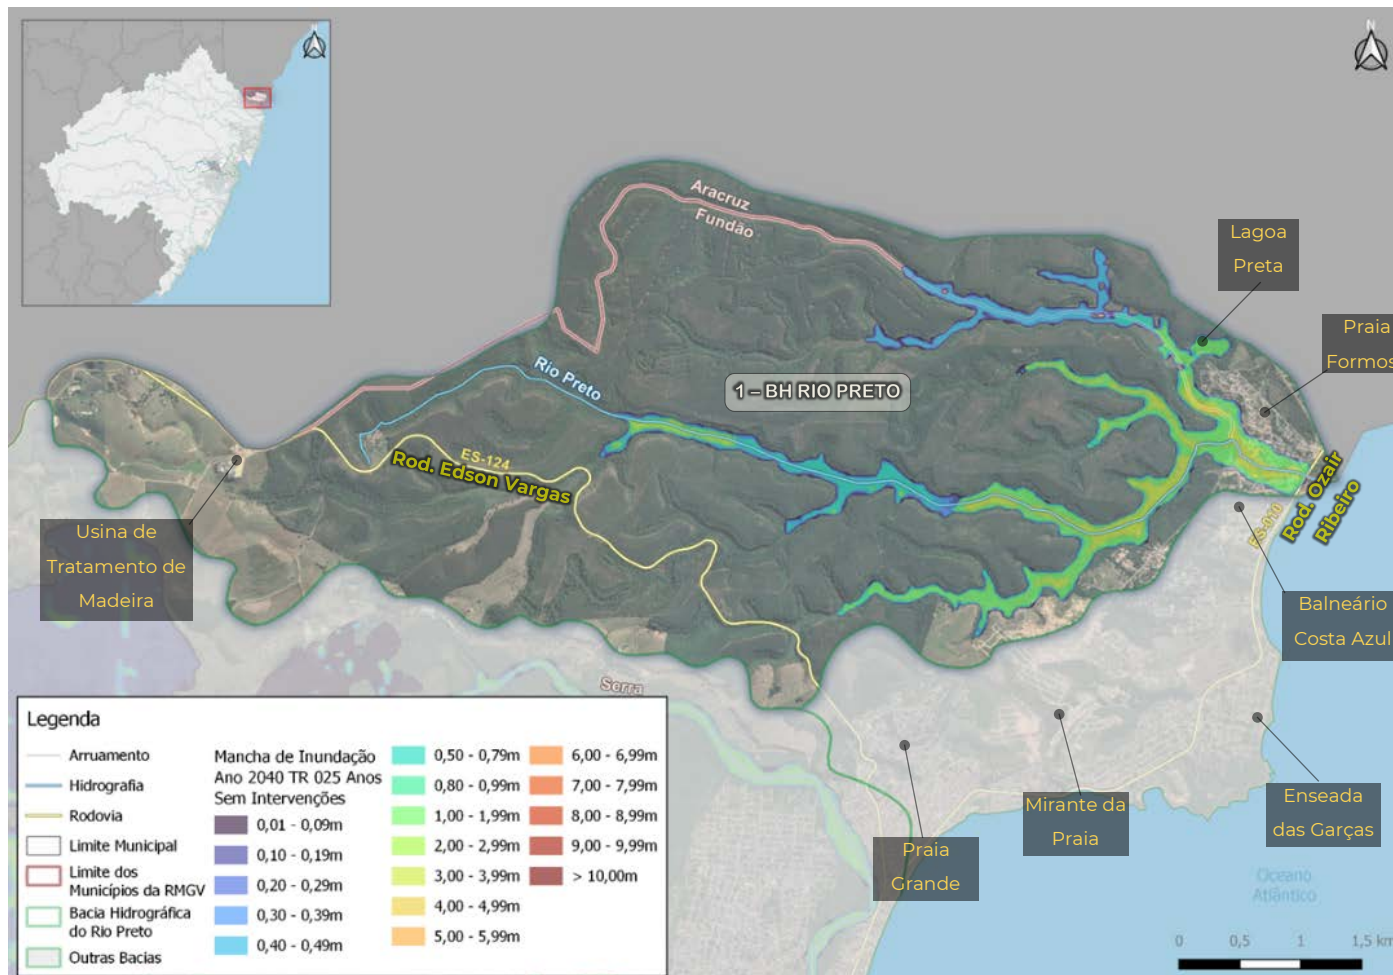 N
N
Aracruz
Fundão
Lagoa
Preta
Praia
Formos
Rio Preto
1 – BH RIO PRETO
ES-124
Rod. Edson Vargas
ES-010
Rod. Ozair
Ribeiro
Usina de
Tratamento de
Madeira
Balneário
Costa Azul
Serra
Praia
Grande
Mirante da
Praia
Enseada
das Garças
Oceano
Atlântico
0 0,5 1 1,5 km
Legenda
Arruamento
Hidrografia
Rodovia
Limite Municipal
Limite dos
Municípios da RMGV
Bacia Hidrográfica
do Rio Preto
Outras Bacias
Mancha de Inundação
Ano 2040 TR 025 Anos
Sem Intervenções
0,01 - 0,09m
0,10 - 0,19m
0,20 - 0,29m
0,30 - 0,39m
0,40 - 0,49m
0,50 - 0,79m
0,80 - 0,99m
1,00 - 1,99m
2,00 - 2,99m
3,00 - 3,99m
4,00 - 4,99m
5,00 - 5,99m
6,00 - 6,99m
7,00 - 7,99m
8,00 - 8,99m
9,00 - 9,99m
> 10,00m